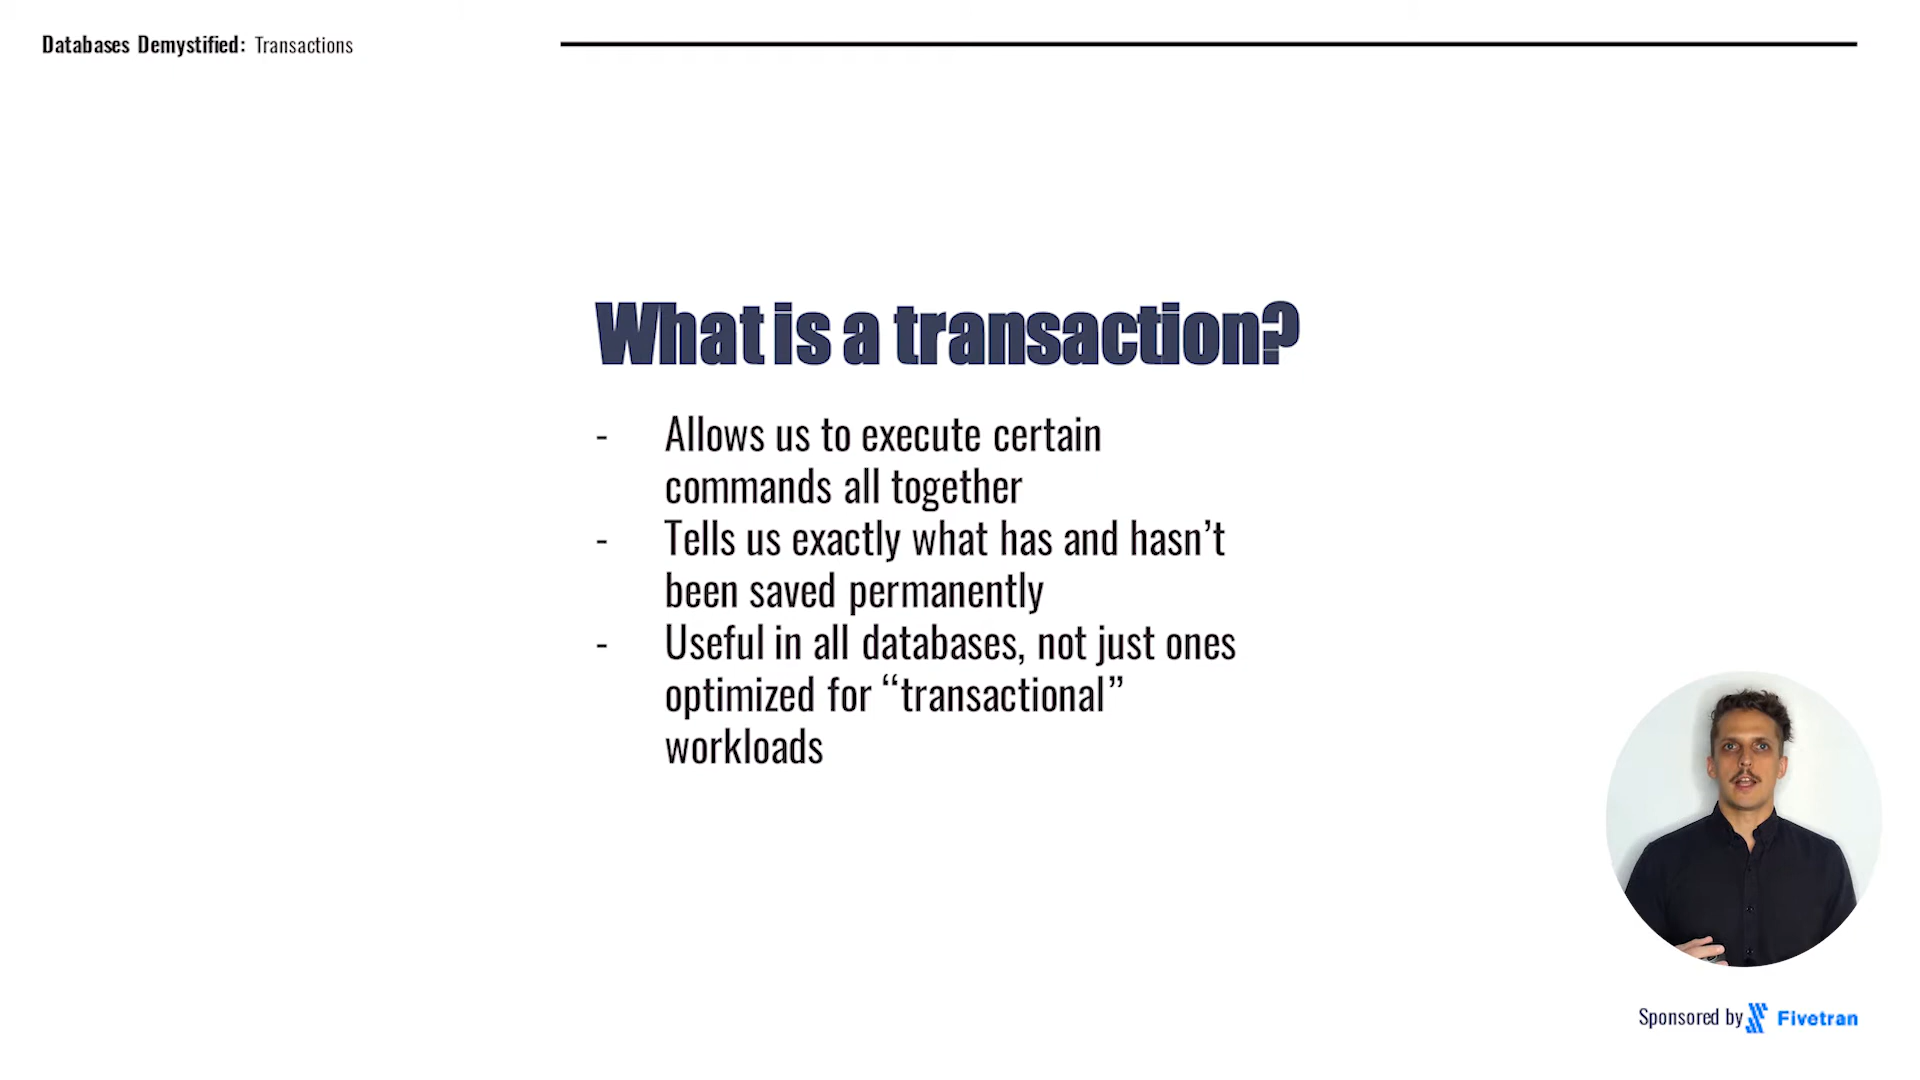 Databases Demystified: Transactions
What is a transaction?
- Allows us to execute certain
commands all together
- Tells us exactly what has and hasn’t
been saved permanently
- Useful in all databases, not just ones
optimized for “transactional”
workloads
Sponsored by Fivetran